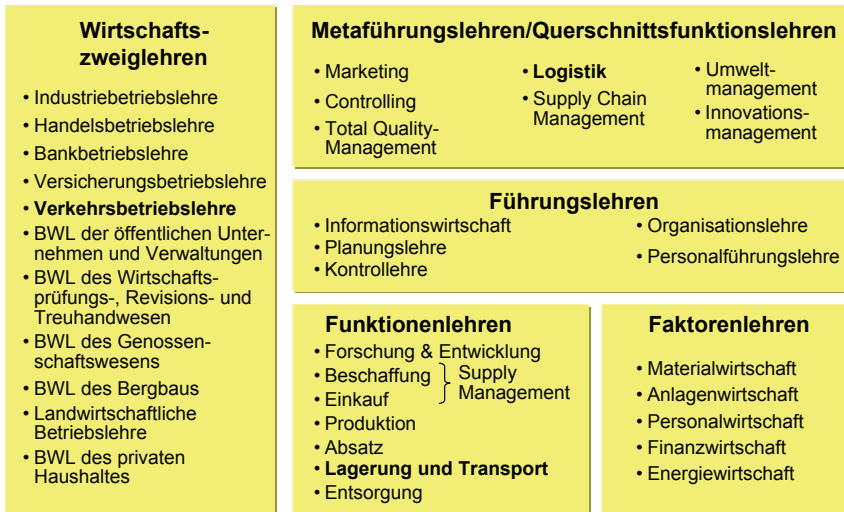 Wirtschafts-
zweiglehren
• Industriebetriebslehre
• Handelsbetriebslehre
• Bankbetriebslehre
• Versicherungsbetriebslehre
• Verkehrsbetriebslehre
• BWL der öffentlichen Unter-
nehmen und Verwaltungen
• BWL des Wirtschafts-
prüfungs-, Revisions- und
Treuhandwesen
• BWL des Genossen-
schaftswesens
• BWL des Bergbaus
• Landwirtschaftliche
Betriebslehre
• BWL des privaten
Haushaltes
Metaführungslehren/Querschnittsfunktionslehren
• Marketing
• Controlling
• Total Quality-
Management
• Logistik
• Supply Chain
Management
• Umwelt-
management
• Innovations-
management
Führungslehren
• Informationswirtschaft
• Planungslehre
• Kontrollehre
• Organisationslehre
• Personalführungslehre
Funktionenlehren
• Forschung & Entwicklung
• Beschaffung
• Einkauf
Supply
Management
• Produktion
• Absatz
• Lagerung und Transport
• Entsorgung
Faktorenlehren
• Materialwirtschaft
• Anlagenwirtschaft
• Personalwirtschaft
• Finanzwirtschaft
• Energiewirtschaft